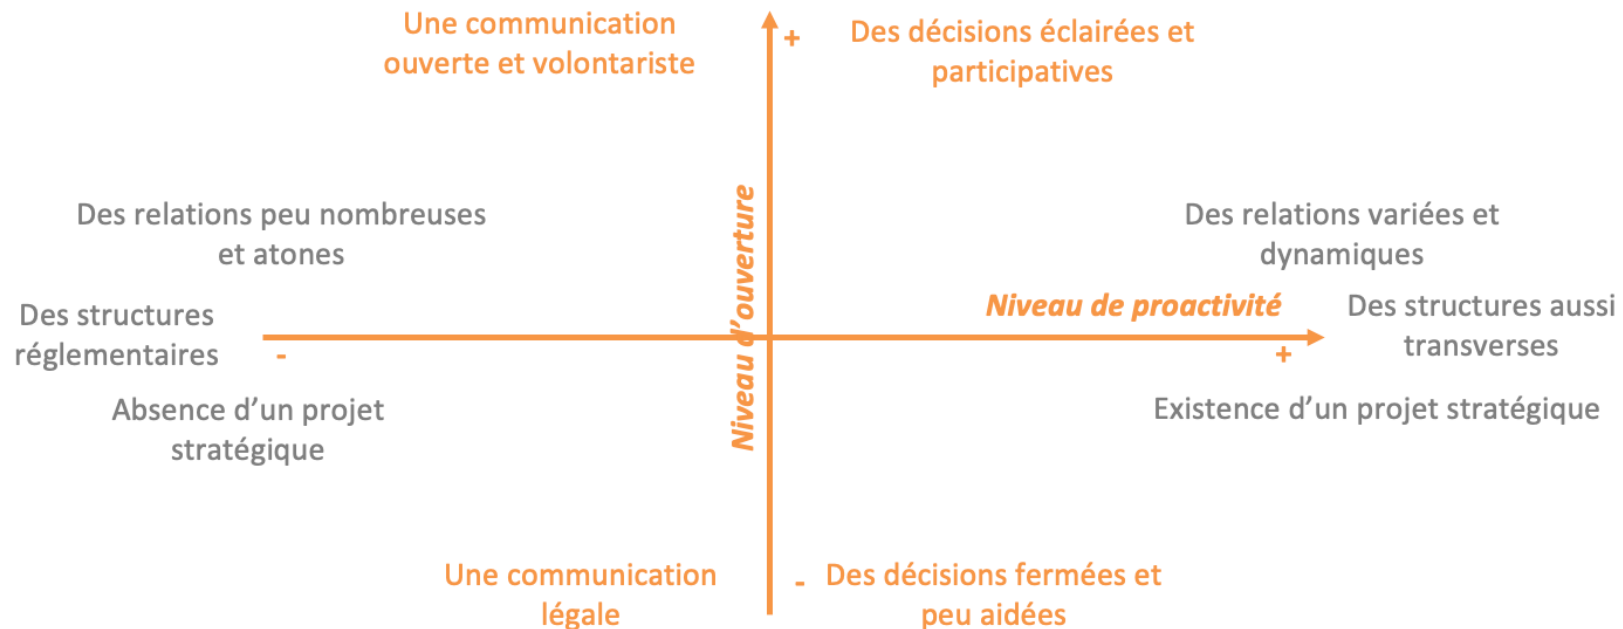 Une communication
ouverte et volontariste
+
Des décisions éclairées et
participatives
Des relations peu nombreuses
et atones
Niveau d'ouverture
Des relations variées et
dynamiques
Des structures
réglementaires
-
Niveau de proactivité
+
Des structures aussi
transverses
Absence d'un projet
stratégique
Existence d'un projet stratégique
Une communication
légale
-
Des décisions fermées et
peu aidées